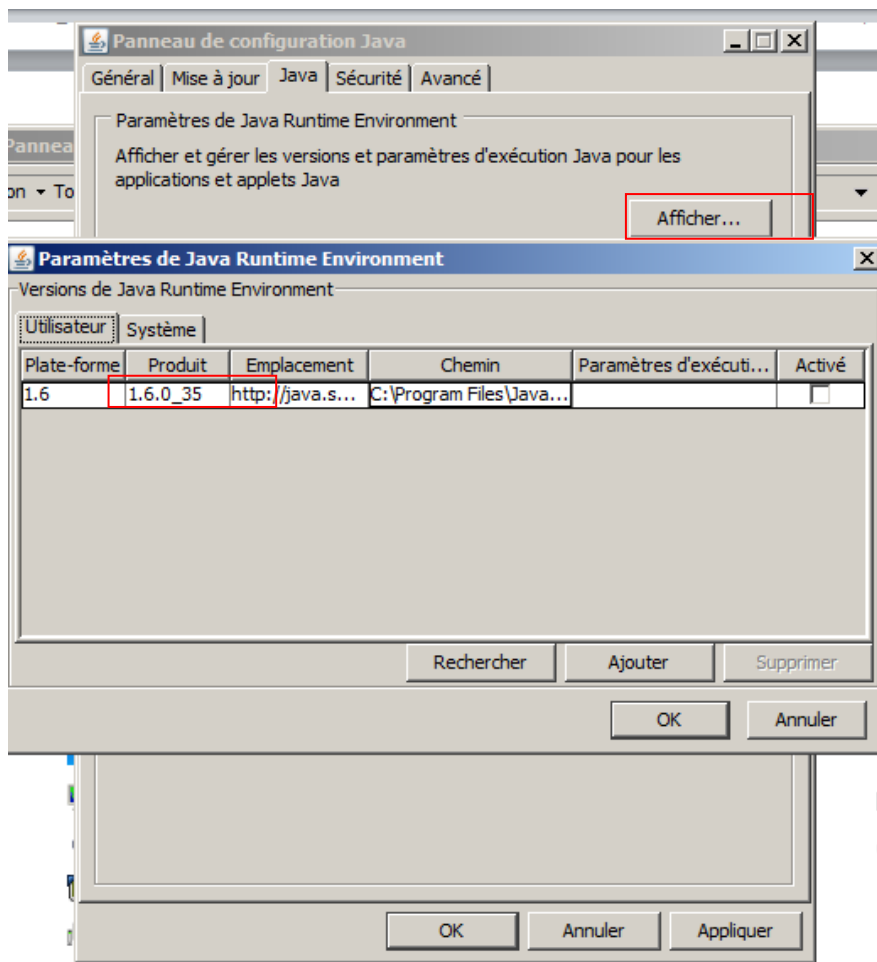 Panneau de configuration Java
Général Mise à jour Java Sécurité Avancé
Paramètres de Java Runtime Environment
Afficher et gérer les versions et paramètres d'exécution Java pour les
applications et applets Java
Pannea
on To
Afficher...
Paramètres de Java Runtime Environment
Versions de Java Runtime Environment
Utilisateur Système
Plate-forme Produit Emplacement Chemin Paramètres d'exécuti... Activé
1.6 1.6.0_35 http://java.s... C:\Program Files\Java...
Rechercher Ajouter Supprimer
OK Annuler
OK Annuler Appliquer